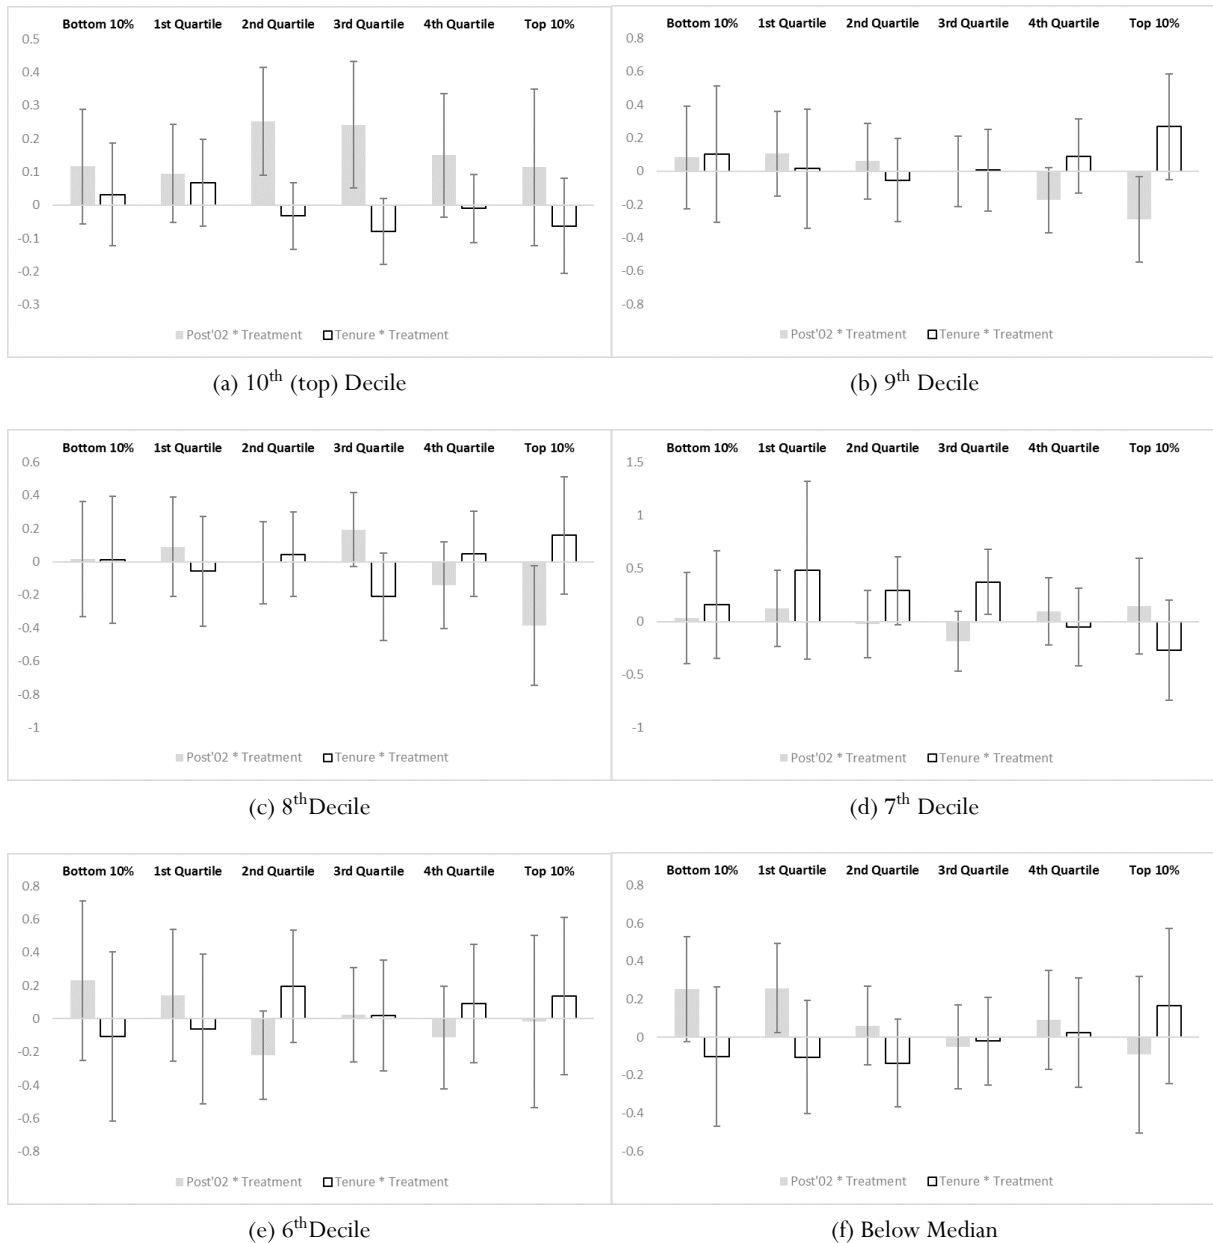 Bottom 10% 1st Quartile 2nd Quartile 3rd Quartile 4th Quartile Top 10%
0.5
0.4
0.3
0.2
0.1
0
-0.1
-0.2
-0.3
Post'02 * Treatment Tenure * Treatment
(a) 10th (top) Decile
Bottom 10% 1st Quartile 2nd Quartile 3rd Quartile 4th Quartile Top 10%
0.8
0.6
0.4
0.2
0
-0.2
-0.4
-0.6
-0.8
Post'02 * Treatment Tenure * Treatment
(b) 9th Decile
Bottom 10% 1st Quartile 2nd Quartile 3rd Quartile 4th Quartile Top 10%
0.6
0.4
0.2
0
-0.2
-0.4
-0.6
-0.8
-1
Post'02 * Treatment Tenure * Treatment
(c) 8thDecile
Bottom 10% 1st Quartile 2nd Quartile 3rd Quartile 4th Quartile Top 10%
1.5
1
0.5
0
-0.5
-1
Post'02 * Treatment Tenure * Treatment
(d) 7th Decile
Bottom 10% 1st Quartile 2nd Quartile 3rd Quartile 4th Quartile Top 10%
0.8
0.6
0.4
0.2
0
-0.2
-0.4
-0.6
-0.8
Post'02 * Treatment Tenure * Treatment
(e) 6thDecile
Bottom 10% 1st Quartile 2nd Quartile 3rd Quartile 4th Quartile Top 10%
0.8
0.6
0.4
0.2
0
-0.2
-0.4
-0.6
Post'02 * Treatment Tenure * Treatment
(f) Below Median